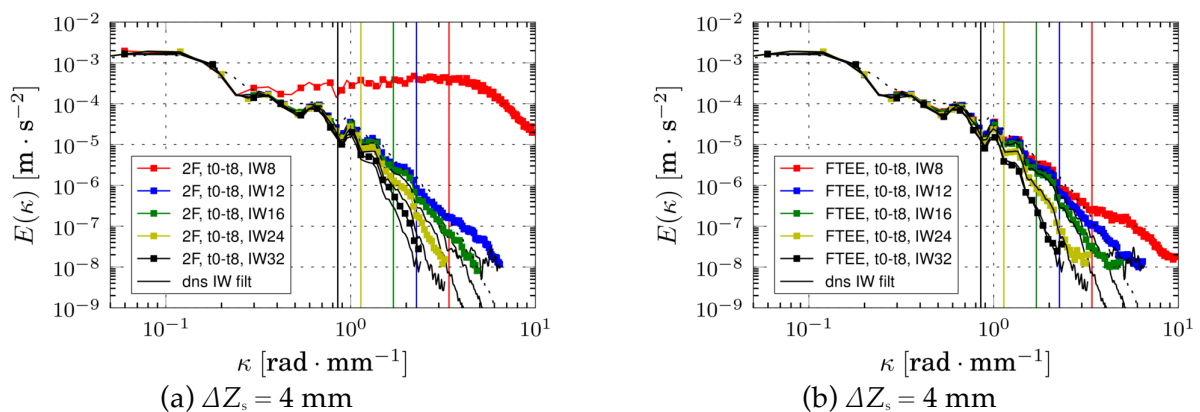 10⁻² 10⁻³ 10⁻⁴ 10⁻⁵ 10⁻⁶ 10⁻⁷ 10⁻⁸ 10⁻⁹
E(κ) [m · s⁻²]
2F, t0-t8, IW8
2F, t0-t8, IW12
2F, t0-t8, IW16
2F, t0-t8, IW24
2F, t0-t8, IW32
dns IW filt
10⁻¹ 10⁰ 10¹
κ [rad · mm⁻¹]
(a) ΔZₛ = 4 mm
10⁻² 10⁻³ 10⁻⁴ 10⁻⁵ 10⁻⁶ 10⁻⁷ 10⁻⁸ 10⁻⁹
E(κ) [m · s⁻²]
FTEE, t0-t8, IW8
FTEE, t0-t8, IW12
FTEE, t0-t8, IW16
FTEE, t0-t8, IW24
FTEE, t0-t8, IW32
dns IW filt
10⁻¹ 10⁰ 10¹
κ [rad · mm⁻¹]
(b) ΔZₛ = 4 mm